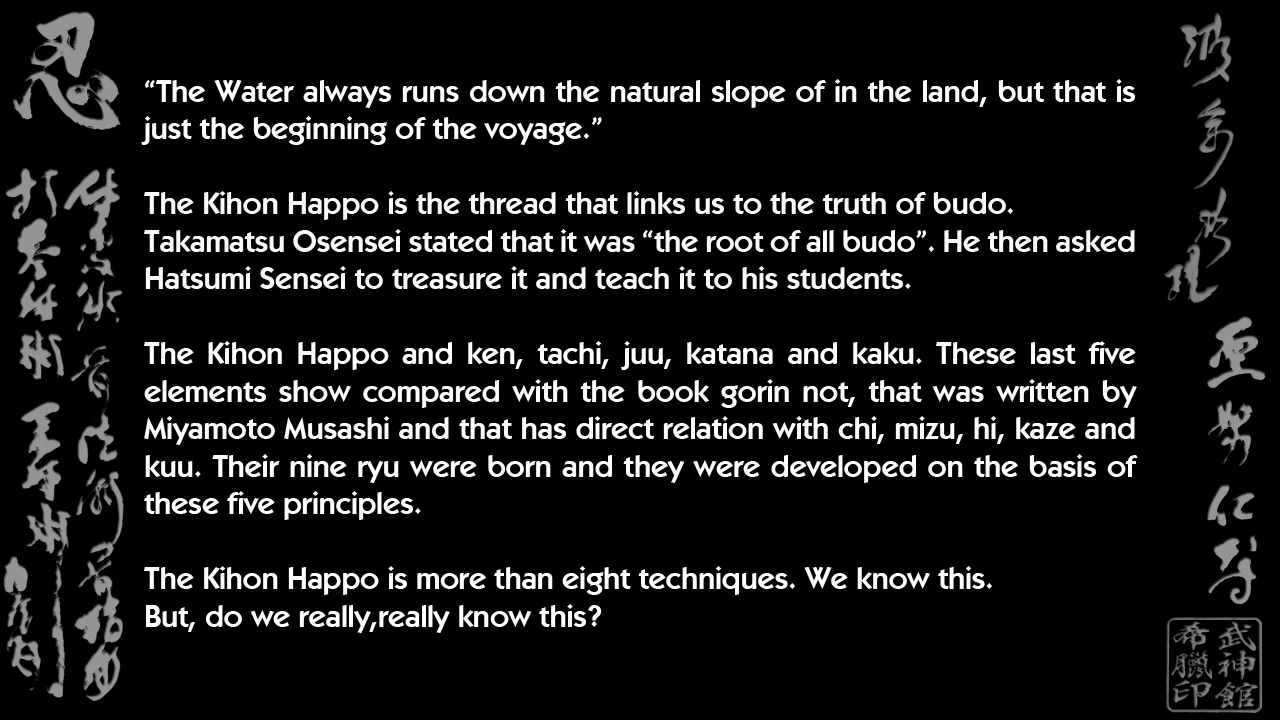 忍
“The Water always runs down the natural slope of in the land, but that is
just the beginning of the voyage.”
The Kihon Happo is the thread that links us to the truth of budo.
Takamatsu Osensei stated that it was “the root of all budo”. He then asked
Hatsumi Sensei to treasure it and teach it to his students.
The Kihon Happo and ken, tachi, juu, katana and kaku. These last five
elements show compared with the book gorin not, that was written by
Miyamoto Musashi and that has direct relation with chi, mizu, hi, kaze and
kuu. Their nine ryu were born and they were developed on the basis of
these five principles.
The Kihon Happo is more than eight techniques. We know this.
But, do we really,really know this?
武神館
希臘印